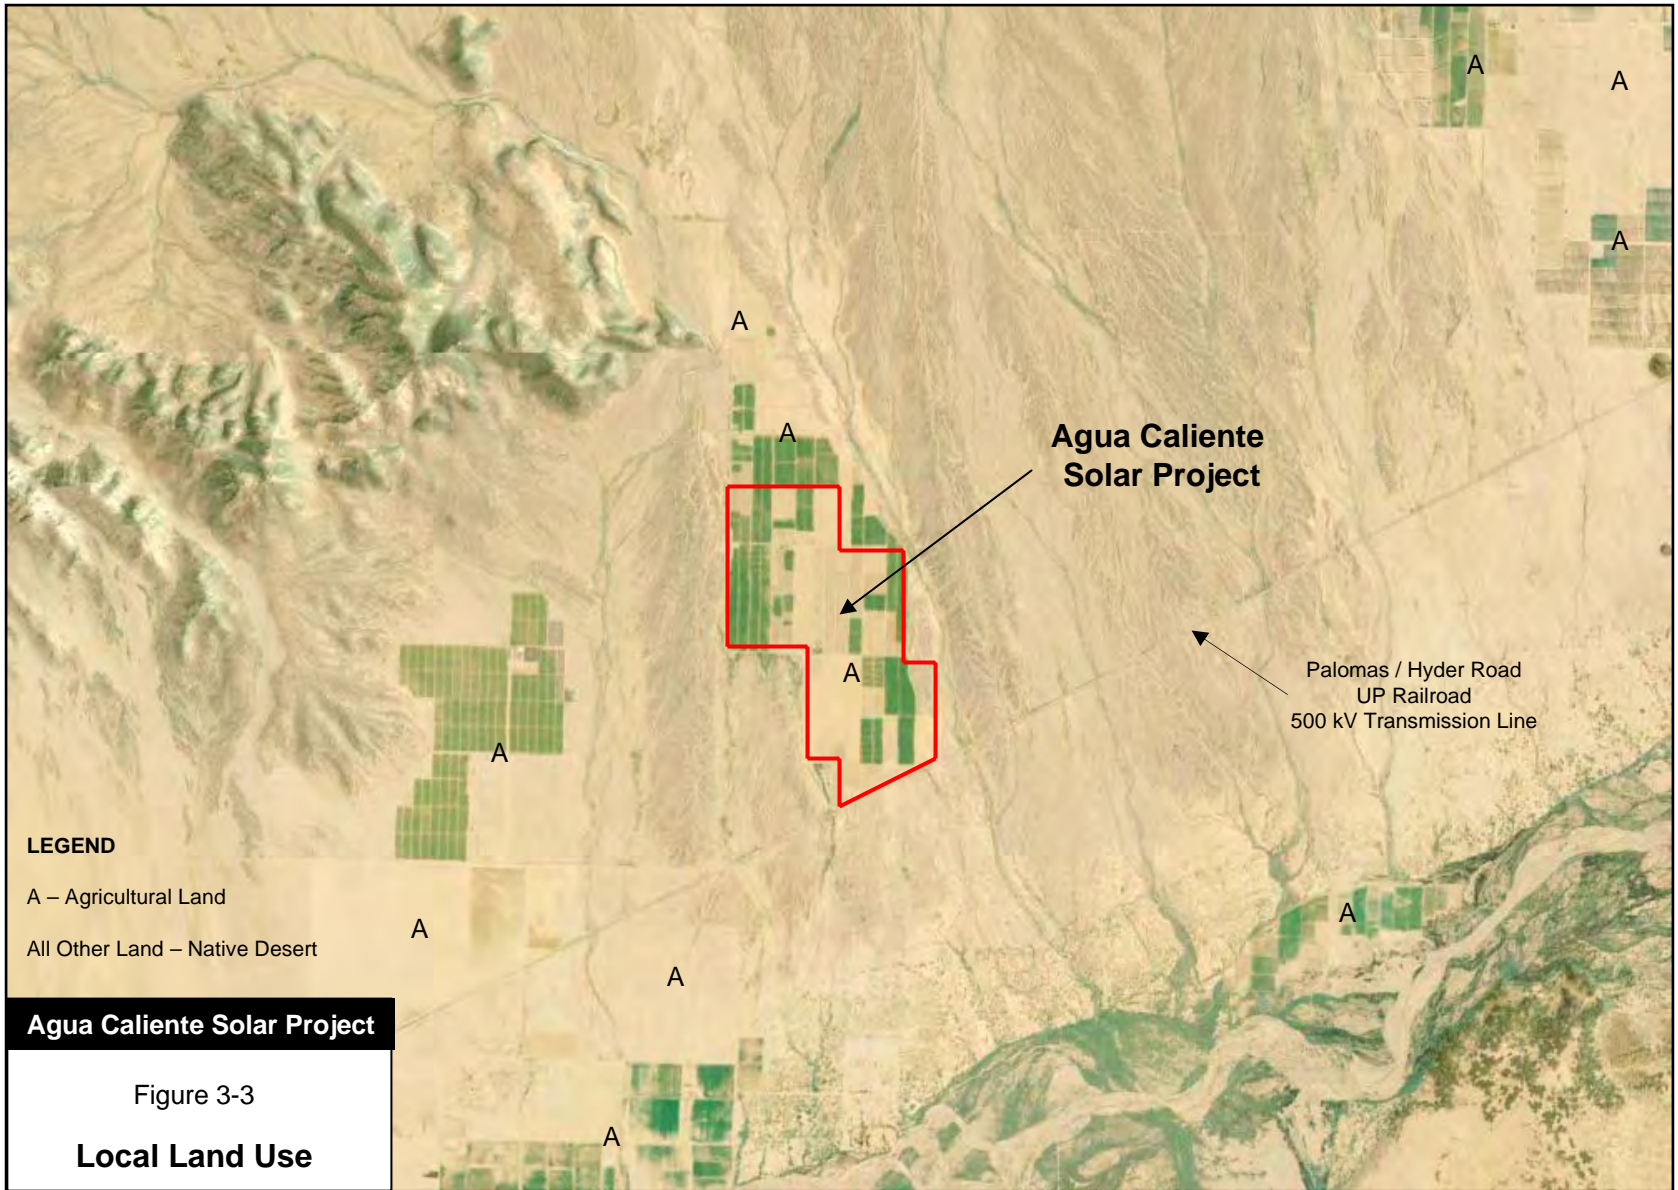 A
A
A
A
A
Agua Caliente
Solar Project
A
Palomas / Hyder Road
UP Railroad
500 kV Transmission Line
A
LEGEND
A – Agricultural Land
All Other Land – Native Desert
A
A
A
A
Agua Caliente Solar Project
Figure 3-3
Local Land Use